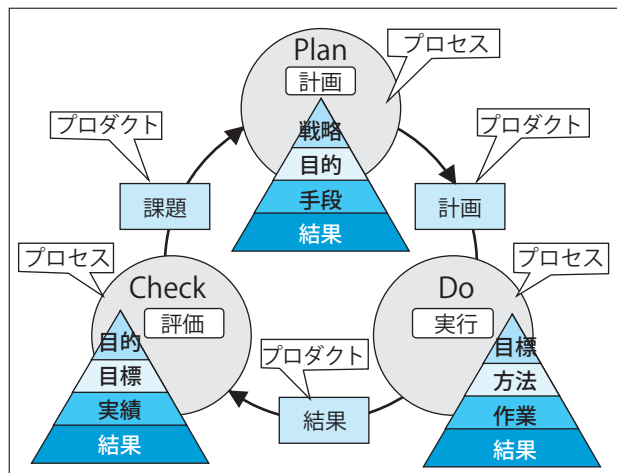 Plan
計画
プロセス
戦略
目的
手段
結果
プロダクト
課題
プロダクト
計画
プロセス
Check
評価
目的
目標
実績
結果
プロセス
Do
実行
目標
方法
作業
結果
プロダクト
結果